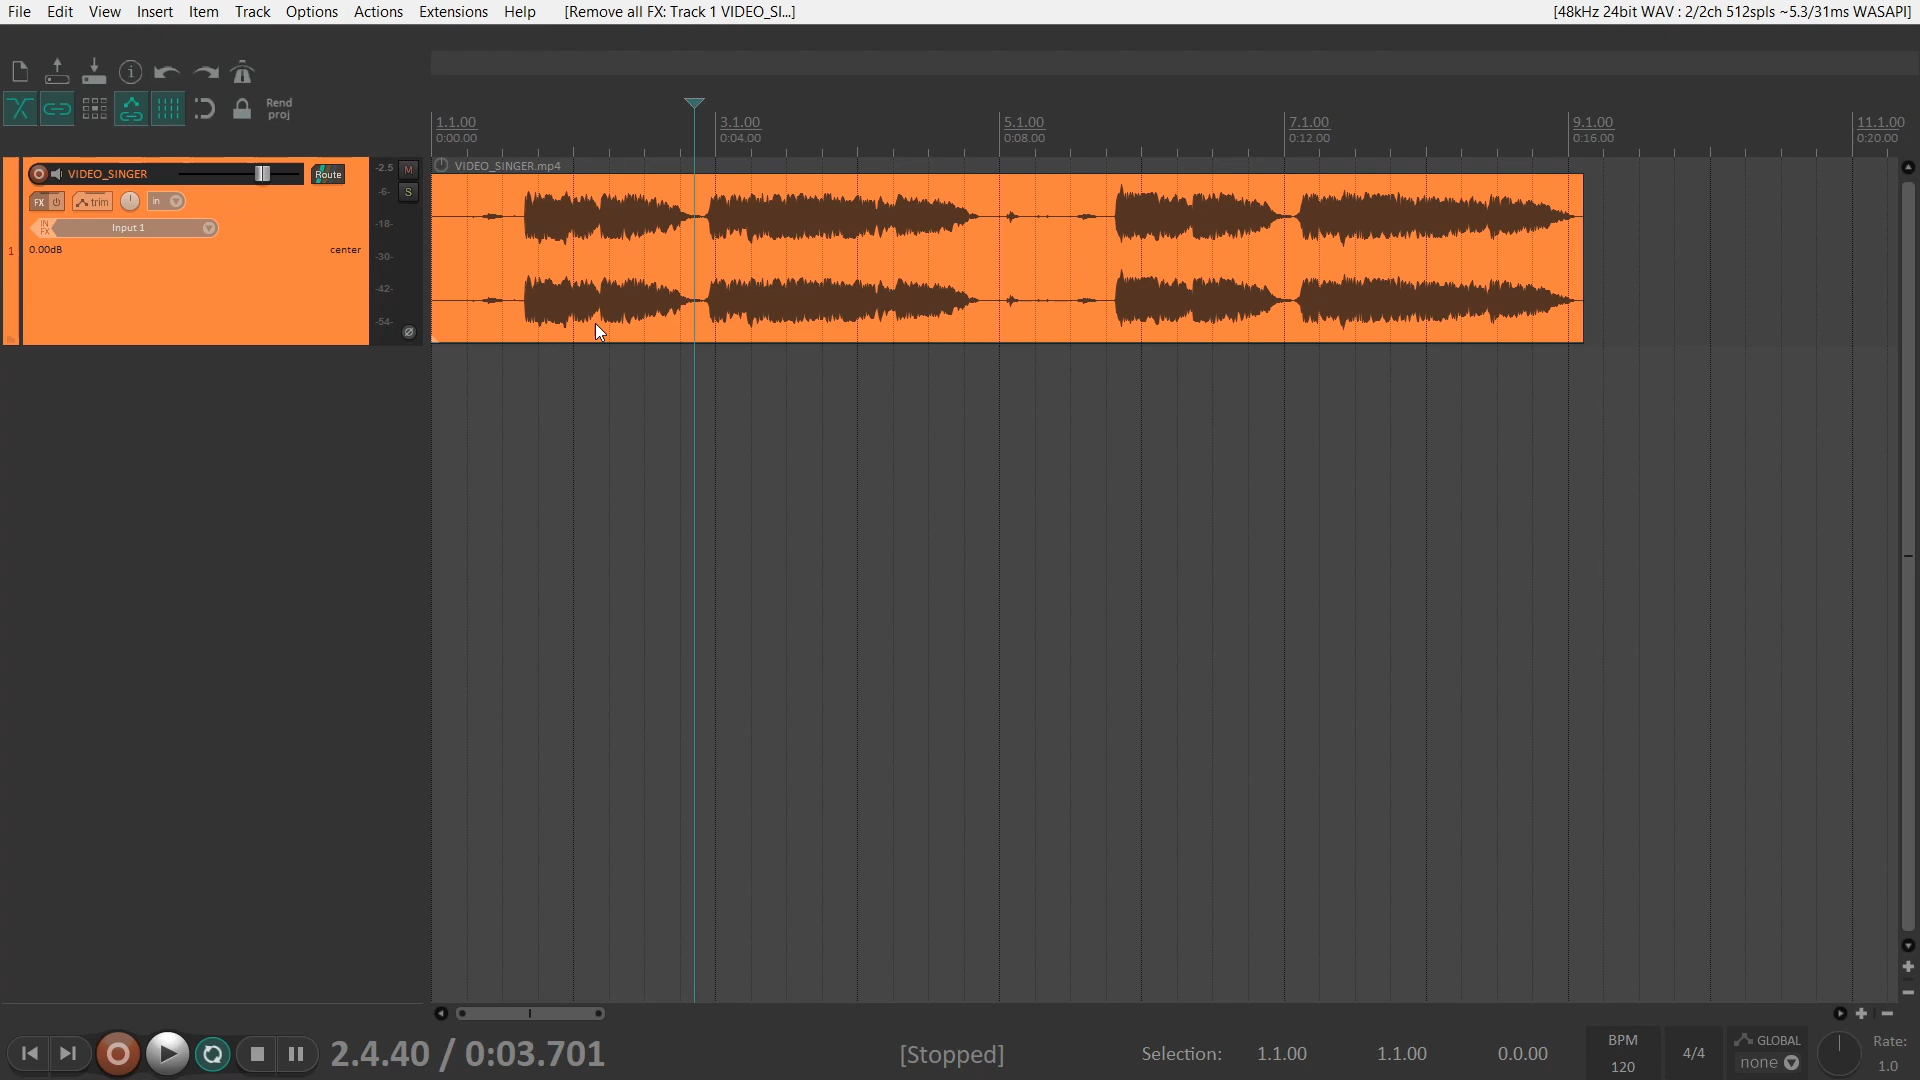 File Edit View Insert Item Track Options Actions Extensions Help [Remove all FX: Track 1 VIDEO_SI...] [48kHz 24bit WAV : 2/2ch 512spls ~5.3/31ms WASAPI]
Rend
proj
1.1.00 3.1.00 5.1.00 7.1.00 9.1.00 11.1.00
0:00.00 0:04.00 0:08.00 0:12.00 0:16.00 0:20.00
VIDEO_SINGER.mp4
VIDEO_SINGER Route -2.5 M
FX trim in -6- S
IN
FX
Input 1 -18-
1 0.00dB center -30-
-42-
-54-
2.4.40 / 0:03.701 [Stopped] Selection: 1.1.00 1.1.00 0.0.00
BPM
120
4/4
GLOBAL
none
Rate:
1.0